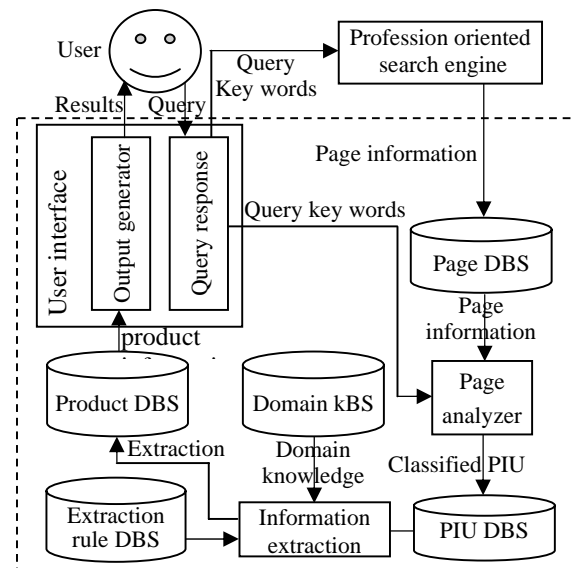 User
Profession oriented
search engine
Query
Key words
Results
Query
Page information
User interface
Output generator
Query response
Query key words
Page DBS
Page
information
product
Product DBS
Domain kBS
Page
analyzer
Extraction
Domain
knowledge
Classified PIU
Extraction
rule DBS
Information
extraction
PIU DBS